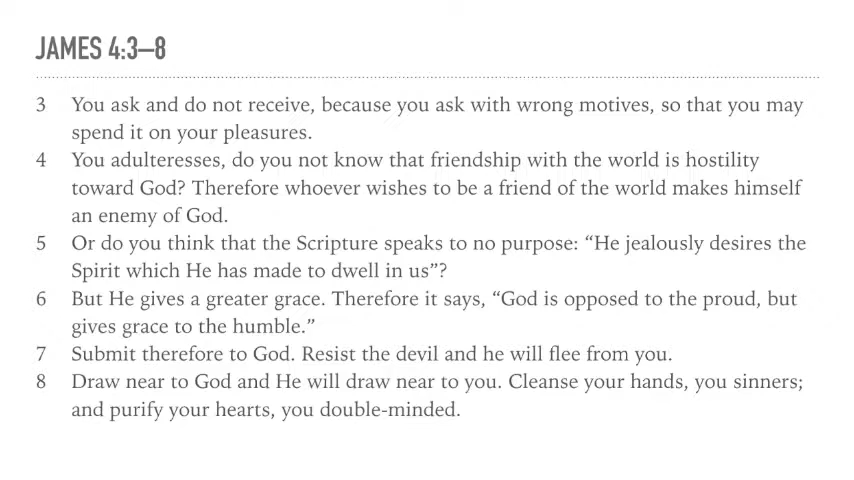 JAMES 4:3–8
3 You ask and do not receive, because you ask with wrong motives, so that you may
spend it on your pleasures.
4 You adulteresses, do you not know that friendship with the world is hostility
toward God? Therefore whoever wishes to be a friend of the world makes himself
an enemy of God.
5 Or do you think that the Scripture speaks to no purpose: “He jealously desires the
Spirit which He has made to dwell in us”?
6 But He gives a greater grace. Therefore it says, “God is opposed to the proud, but
gives grace to the humble.”
7 Submit therefore to God. Resist the devil and he will flee from you.
8 Draw near to God and He will draw near to you. Cleanse your hands, you sinners;
and purify your hearts, you double-minded.